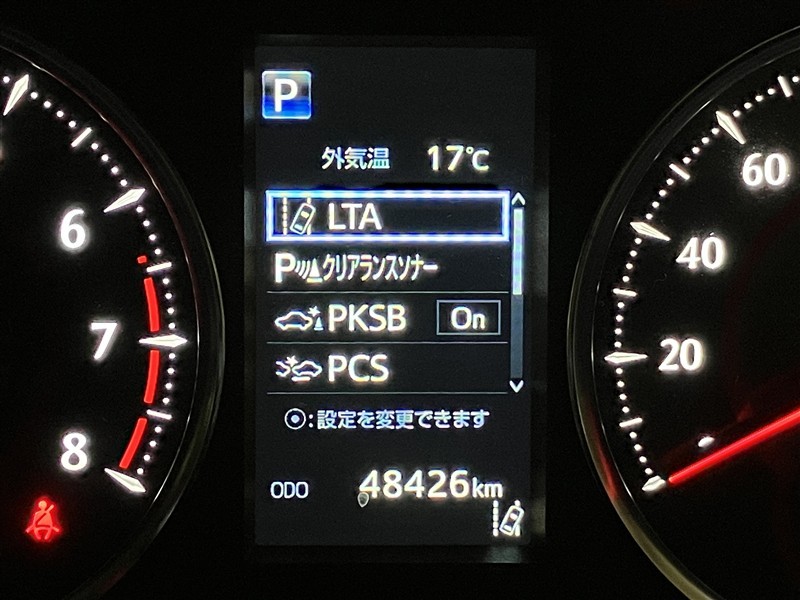 P
外気温 17℃
LTA
Pクリアランスソナー
PKSB On
PCS
⦿:設定を変更できます
ODO 48426km
6
7
8
60
40
20